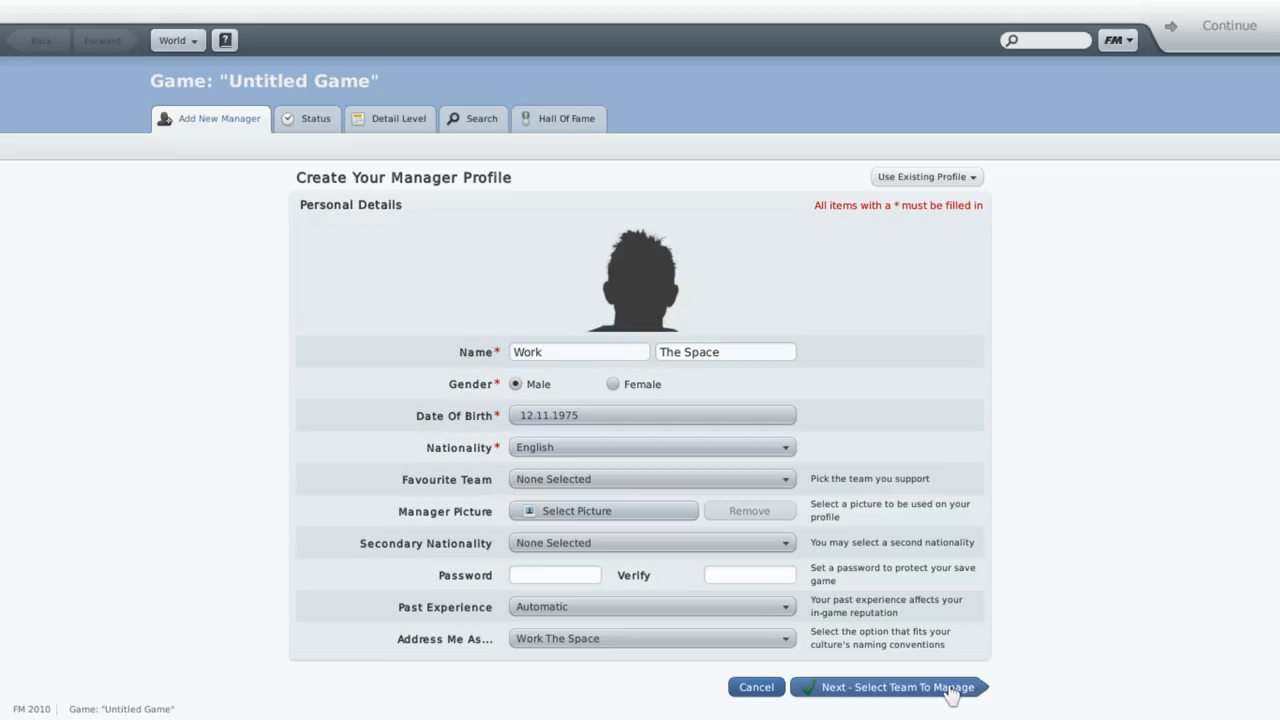 Continue
Back Forward World FM
Game: "Untitled Game"
Add New Manager Status Detail Level Search Hall Of Fame
Create Your Manager Profile Use Existing Profile
Personal Details All items with a * must be filled in
Name* Work The Space
Gender* Male Female
Date Of Birth* 12.11.1975
Nationality* English
Favourite Team None Selected Pick the team you support
Manager Picture Select Picture Remove Select a picture to be used on your
profile
Secondary Nationality None Selected You may select a second nationality
Password Verify Set a password to protect your save
game
Past Experience Automatic Your past experience affects your
in-game reputation
Address Me As... Work The Space Select the option that fits your
culture's naming conventions
Cancel Next - Select Team To Manage
FM 2010 Game: "Untitled Game"